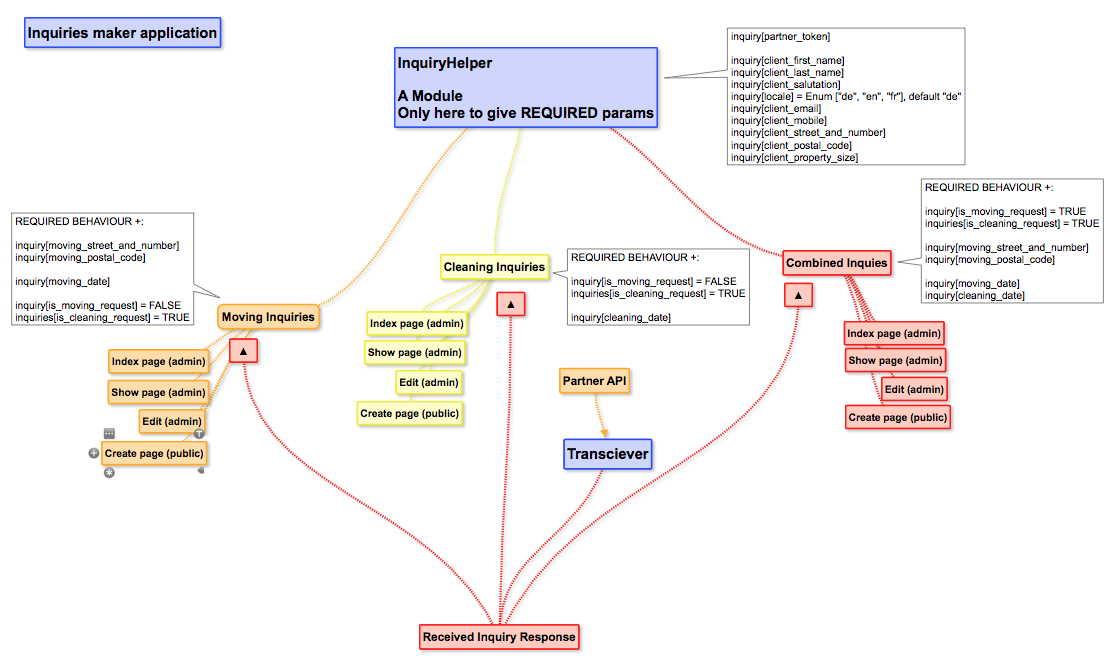 Inquiries maker application
InquiryHelper
A Module
Only here to give REQUIRED params
inquiry[partner_token]
inquiry[client_first_name]
inquiry[client_last_name]
inquiry[client_salutation]
inquiry[locale] = Enum ["de", "en", "fr"], default "de"
inquiry[client_email]
inquiry[client_mobile]
inquiry[client_street_and_number]
inquiry[client_postal_code]
inquiry[client_property_size]
REQUIRED BEHAVIOUR +:
inquiry[moving_street_and_number]
inquiry[moving_postal_code]
inquiry[moving_date]
inquiry[is_moving_request] = FALSE
inquiries[is_cleaning_request] = TRUE
Moving Inquiries
▲
Index page (admin)
Show page (admin)
Edit (admin)
Create page (public)
Cleaning Inquiries
▲
REQUIRED BEHAVIOUR +:
inquiry[is_moving_request] = FALSE
inquiries[is_cleaning_request] = TRUE
inquiry[cleaning_date]
Index page (admin)
Show page (admin)
Edit (admin)
Create page (public)
Combined Inquies
▲
REQUIRED BEHAVIOUR +:
inquiry[is_moving_request] = TRUE
inquiries[is_cleaning_request] = TRUE
inquiry[moving_street_and_number]
inquiry[moving_postal_code]
inquiry[moving_date]
inquiry[cleaning_date]
Index page (admin)
Show page (admin)
Edit (admin)
Create page (public)
Partner API
Transciever
Received Inquiry Response